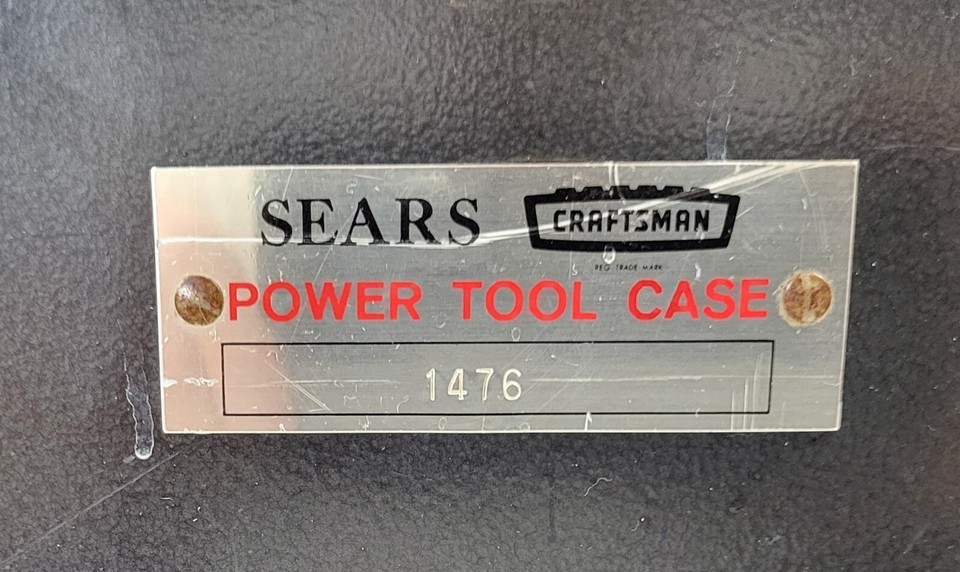 SEARS CRAFTSMAN
REG. TRADE MARK
POWER TOOL CASE
1476